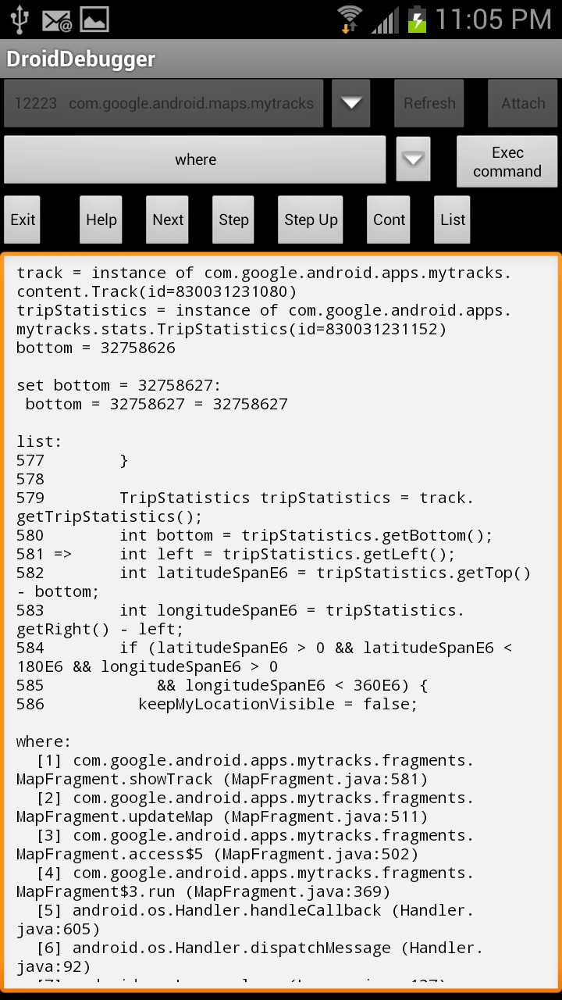 11:05 PM
DroidDebugger
12223 com.google.android.maps.mytracks Refresh Attach
where Exec
command
Exit Help Next Step Step Up Cont List
track = instance of com.google.android.apps.mytracks.
content.Track(id=830031231080)
tripStatistics = instance of com.google.android.apps.
mytracks.stats.TripStatistics(id=830031231152)
bottom = 32758626
set bottom = 32758627:
bottom = 32758627 = 32758627
list:
577 }
578
579 TripStatistics tripStatistics = track.
getTripStatistics();
580 int bottom = tripStatistics.getBottom();
581 => int left = tripStatistics.getLeft();
582 int latitudeSpanE6 = tripStatistics.getTop()
- bottom;
583 int longitudeSpanE6 = tripStatistics.
getRight() - left;
584 if (latitudeSpanE6 > 0 && latitudeSpanE6 <
180E6 && longitudeSpanE6 > 0
585 && longitudeSpanE6 < 360E6) {
586 keepMyLocationVisible = false;
where:
[1] com.google.android.apps.mytracks.fragments.
MapFragment.showTrack (MapFragment.java:581)
[2] com.google.android.apps.mytracks.fragments.
MapFragment.updateMap (MapFragment.java:511)
[3] com.google.android.apps.mytracks.fragments.
MapFragment.access$5 (MapFragment.java:502)
[4] com.google.android.apps.mytracks.fragments.
MapFragment$3.run (MapFragment.java:369)
[5] android.os.Handler.handleCallback (Handler.
java:605)
[6] android.os.Handler.dispatchMessage (Handler.
java:92)